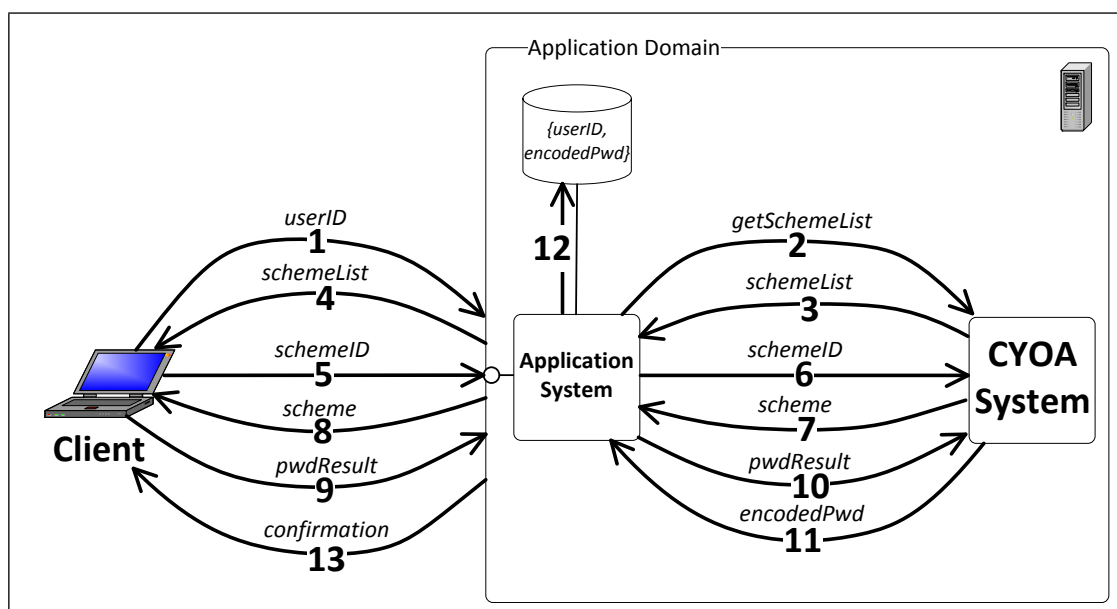 Application Domain
{userID,
encodedPwd}
userID
1
schemeList
4
schemeID
5
scheme
8
pwdResult
9
confirmation
13
Client
12
Application
System
getSchemeList
2
schemeList
3
schemeID
6
scheme
7
pwdResult
10
encodedPwd
11
CYOA
System